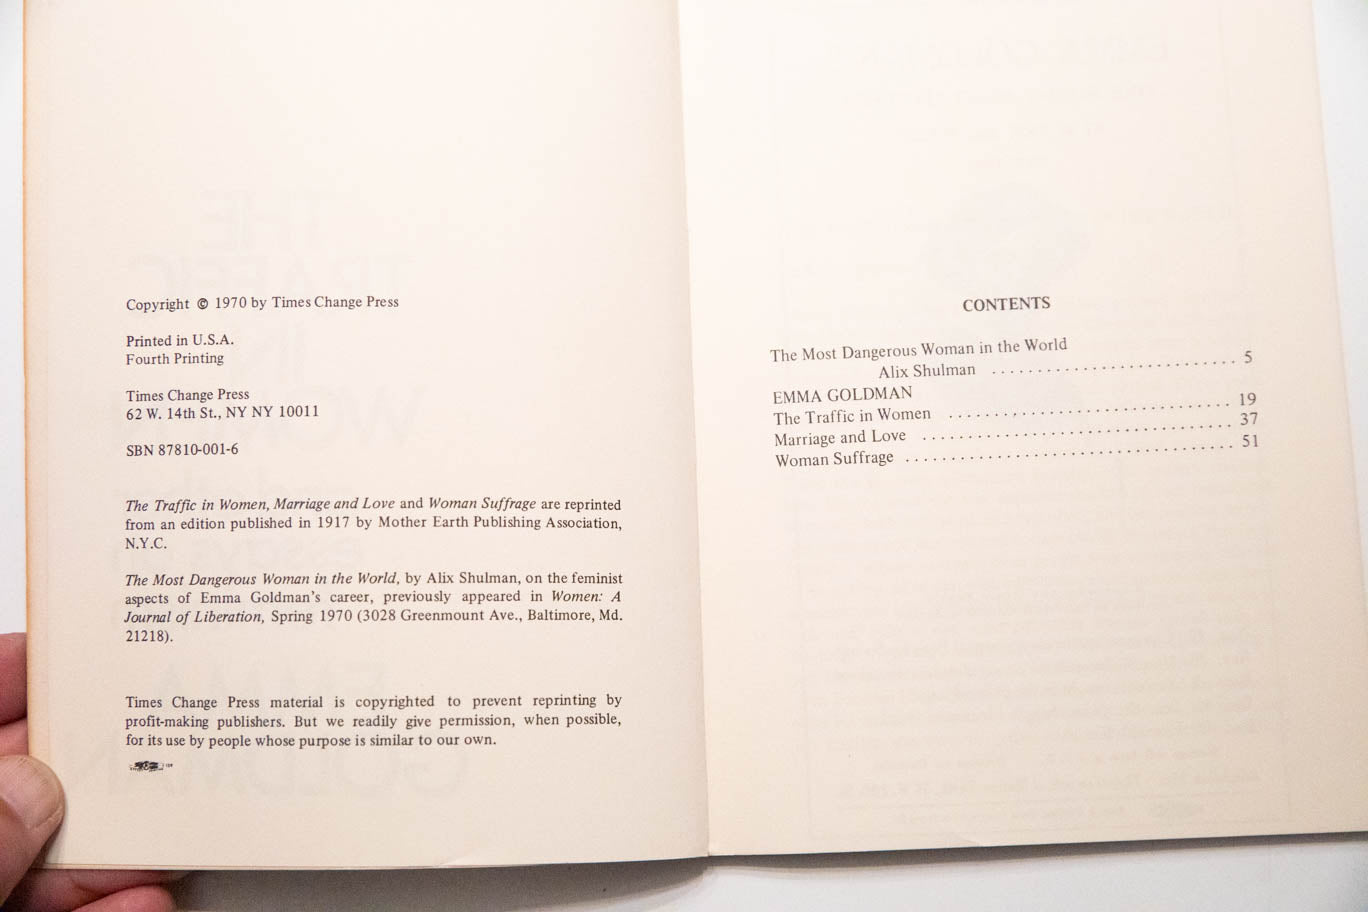 Copyright © 1970 by Times Change Press
Printed in U.S.A.
Fourth Printing
Times Change Press
62 W. 14th St., NY NY 10011
SBN 87810-001-6
The Traffic in Women, Marriage and Love and Woman Suffrage are reprinted
from an edition published in 1917 by Mother Earth Publishing Association,
N.Y.C.
The Most Dangerous Woman in the World, by Alix Shulman, on the feminist
aspects of Emma Goldman's career, previously appeared in Women: A
Journal of Liberation, Spring 1970 (3028 Greenmount Ave., Baltimore, Md.
21218).
Times Change Press material is copyrighted to prevent reprinting by
profit-making publishers. But we readily give permission, when possible,
for its use by people whose purpose is similar to our own.
CONTENTS
The Most Dangerous Woman in the World
Alix Shulman ........................ 5
EMMA GOLDMAN
The Traffic in Women ........................... 19
Marriage and Love ............................. 37
Woman Suffrage .............................. 51